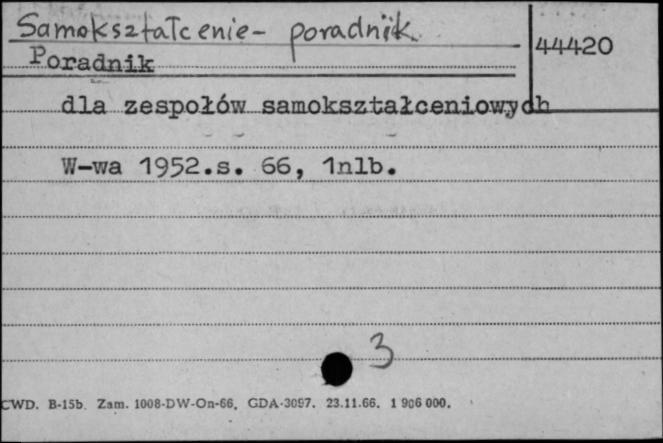 Samokształcenie - poradnik.
44420
Poradnik
dla zespołów samokształceniowych
W-wa 1952.s. 66, 1nlb.
3
CWD. B-15b. Zam. 1008-DW-On-66. GDA-3097. 23.11.66. 1 906 000.